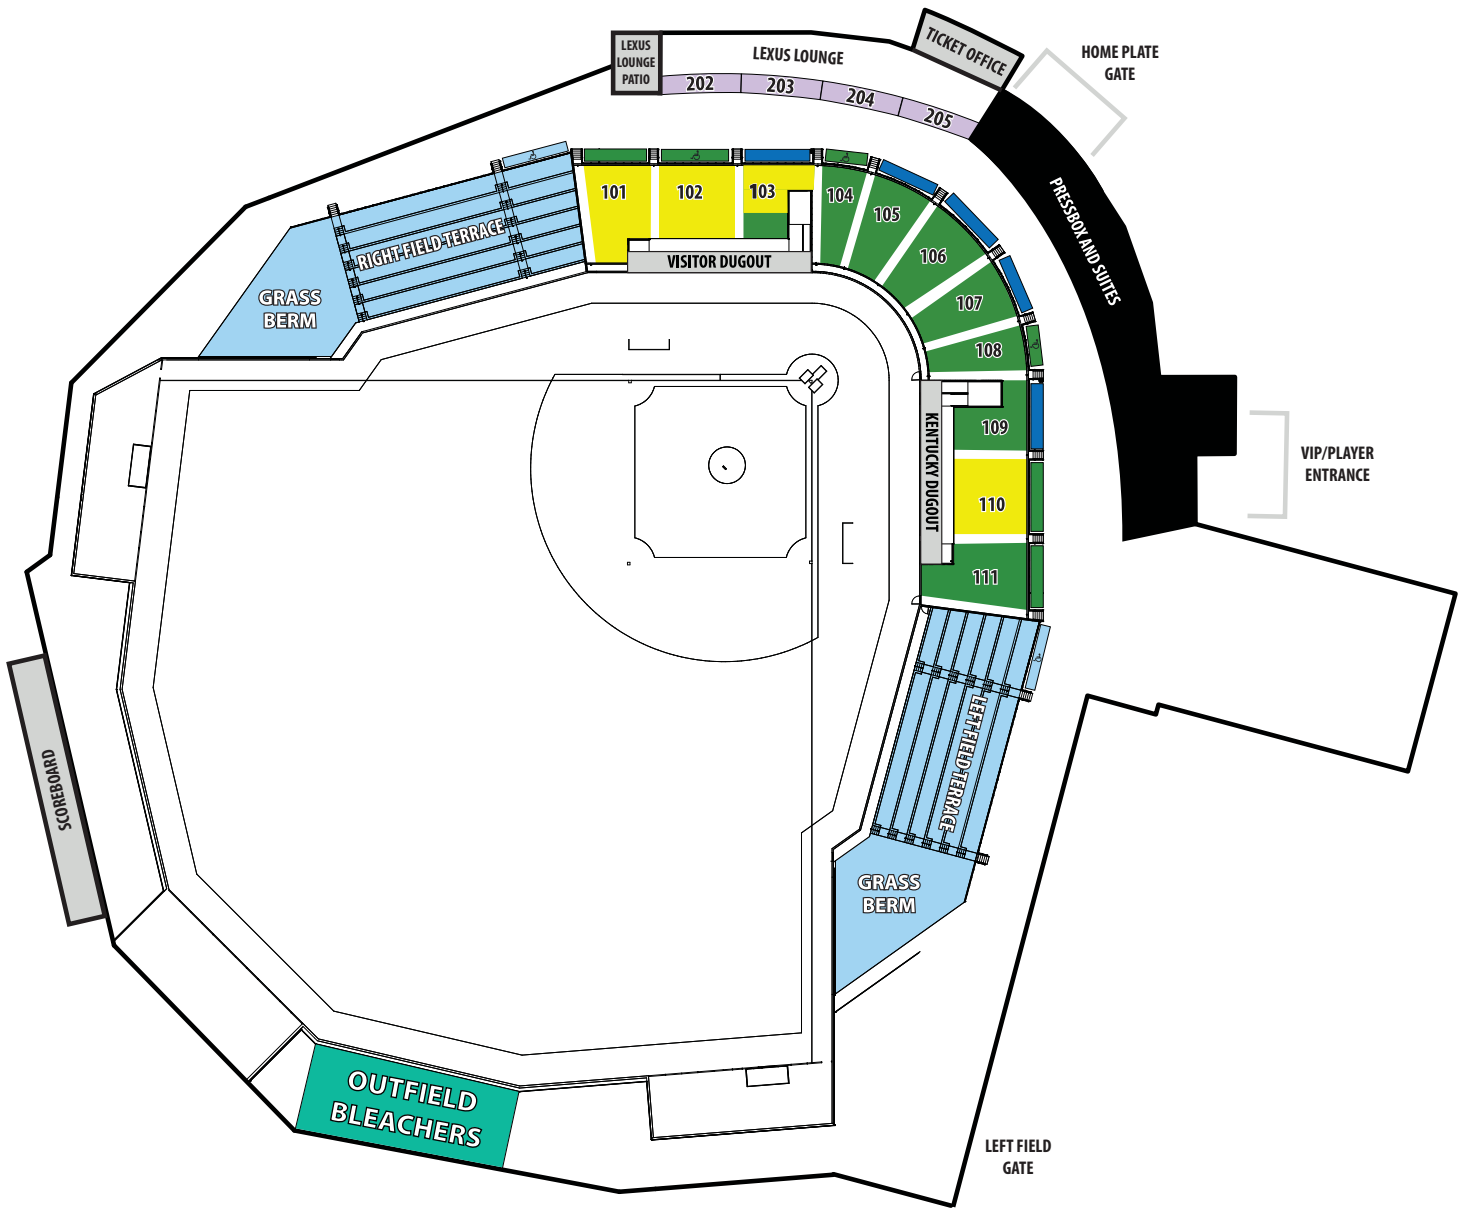 LEXUS
LOUNGE
PATIO
LEXUS LOUNGE
TICKET OFFICE
HOME PLATE
GATE
202
203
204
205
101
102
103
104
105
106
107
108
109
110
111
PRESSBOX AND SUITES
VISITOR DUGOUT
RIGHT FIELD TERRACE
GRASS
BERM
KENTUCKY DUGOUT
VIP/PLAYER
ENTRANCE
LEFT FIELD TERRACE
SCOREBOARD
GRASS
BERM
OUTFIELD
BLEACHERS
LEFT FIELD
GATE